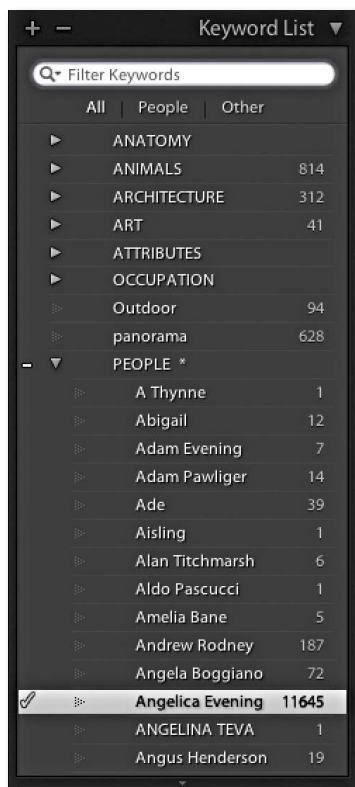 Keyword List
Filter Keywords
All | People | Other
ANATOMY
ANIMALS 814
ARCHITECTURE 312
ART 41
ATTRIBUTES
OCCUPATION
Outdoor 94
panorama 628
PEOPLE *
A Thynne 1
Abigail 12
Adam Evening 7
Adam Pawliger 14
Ade 39
Aisling 1
Alan Titchmarsh 6
Aldo Pascucci 1
Amelia Bane 5
Andrew Rodney 187
Angela Boggiano 72
Angelica Evening 11645
ANGELINA TEVA 1
Angus Henderson 19